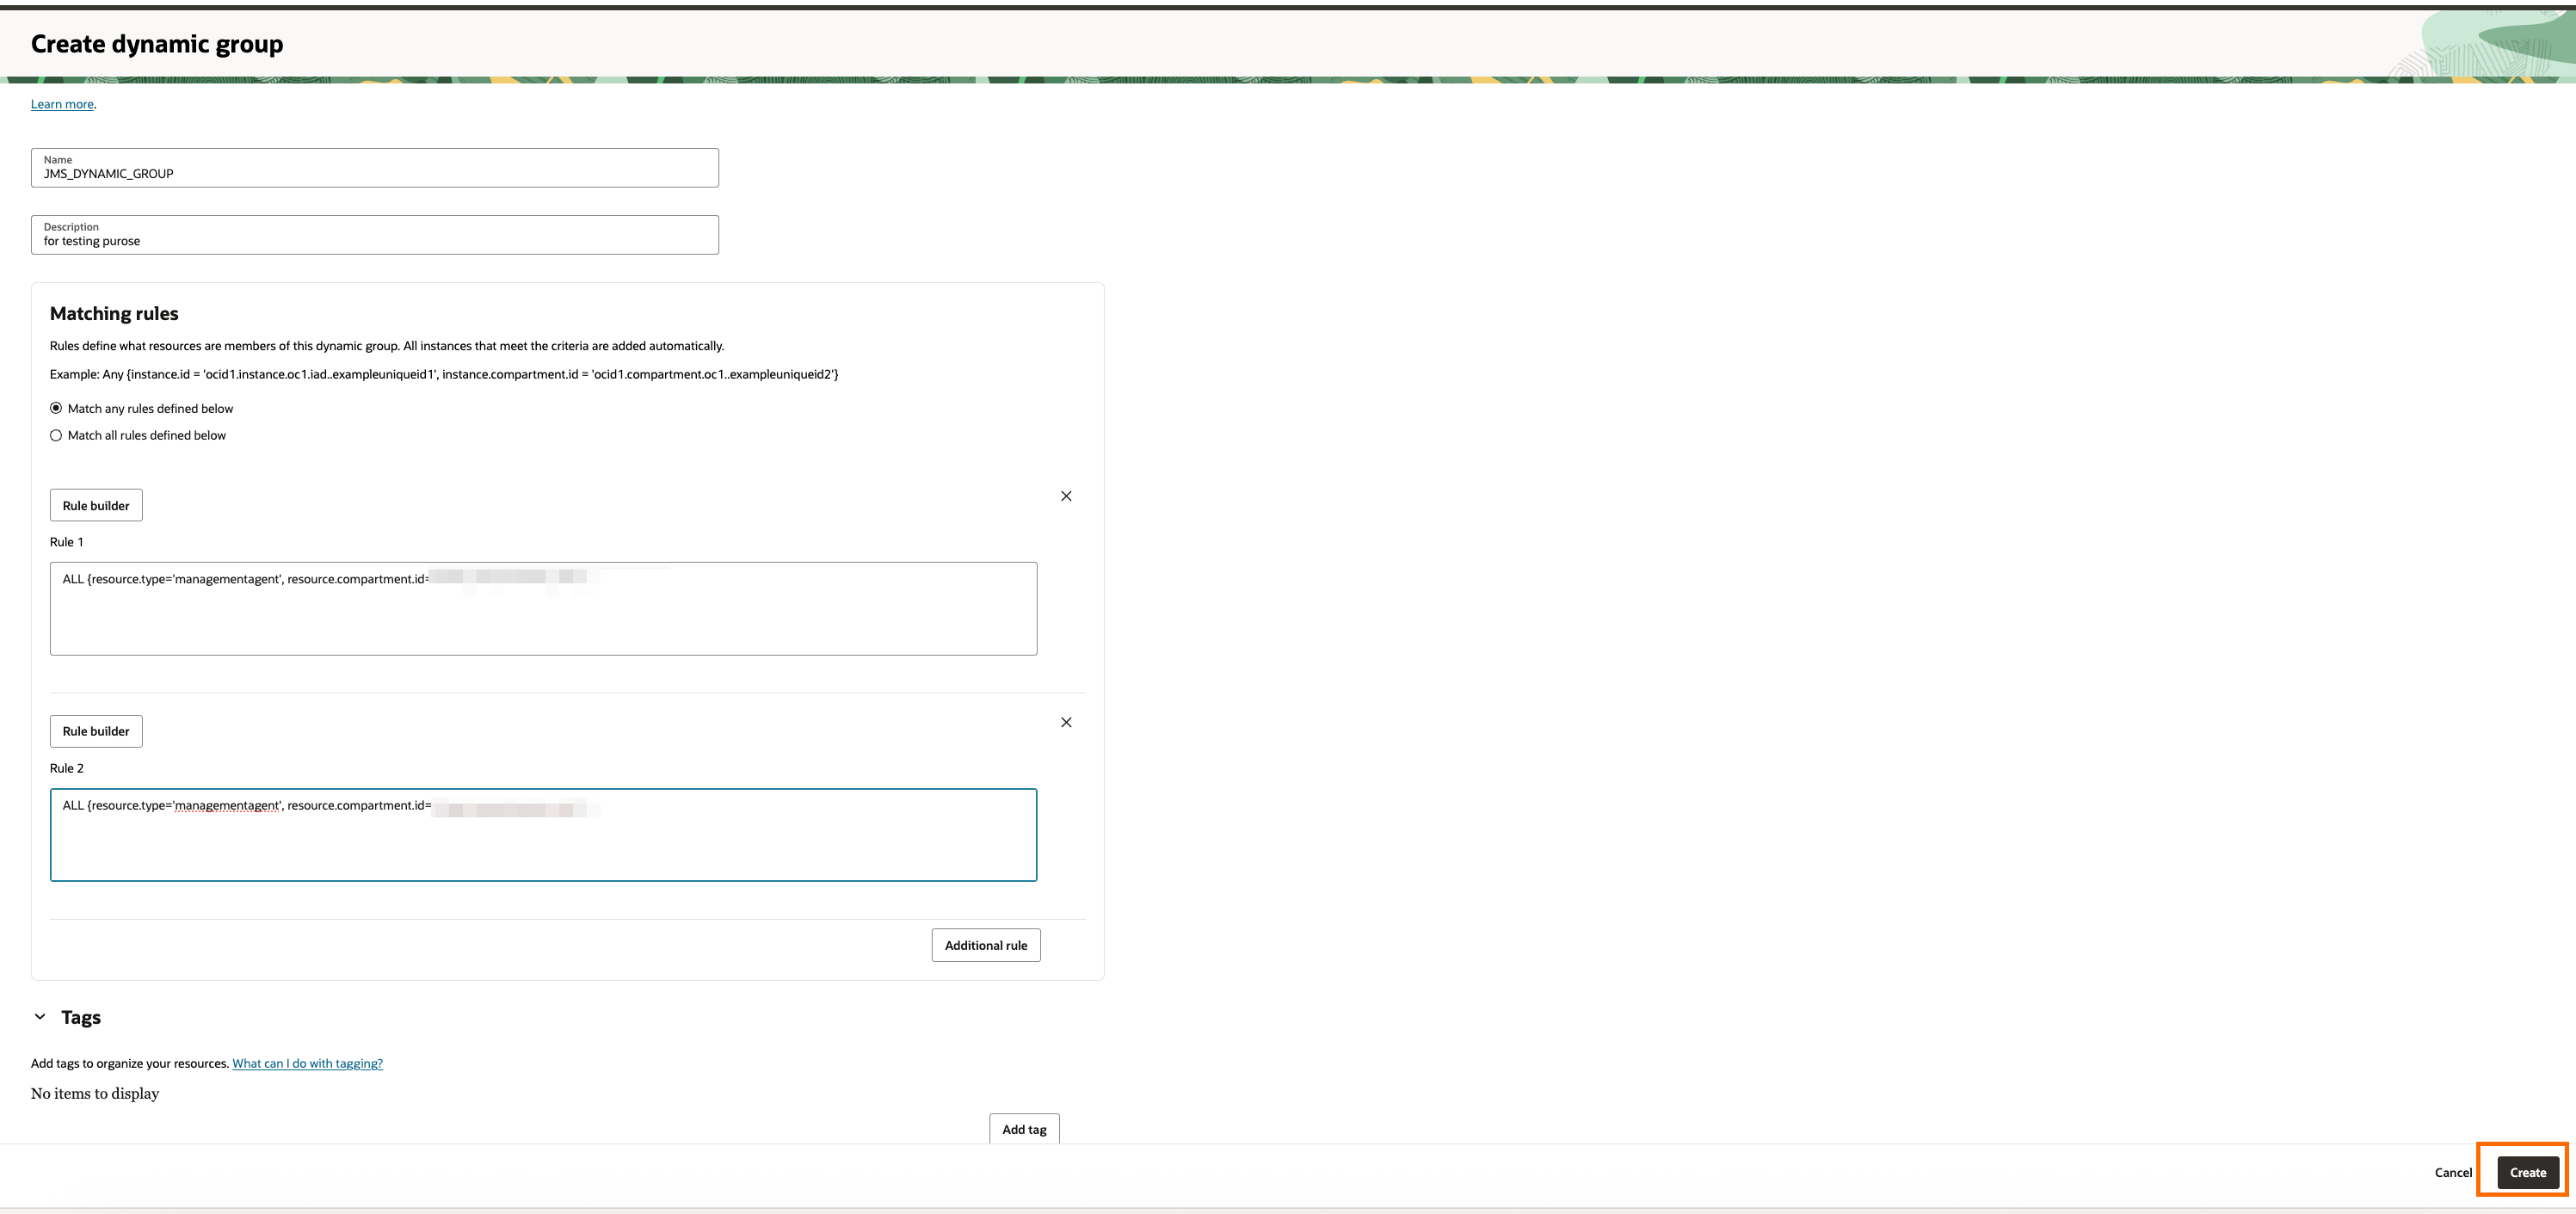 Create dynamic group
Learn more.
Name
JMS_DYNAMIC_GROUP
Description
for testing purose
Matching rules
Rules define what resources are members of this dynamic group. All instances that meet the criteria are added automatically.
Example: Any {instance.id = 'ocid1.instance.oc1.iad..exampleuniqueid1', instance.compartment.id = 'ocid1.compartment.oc1..exampleuniqueid2'}
Match any rules defined below
Match all rules defined below
Rule builder
Rule 1
ALL {resource.type='managementagent', resource.compartment.id=
Rule builder
Rule 2
ALL {resource.type='managementagent', resource.compartment.id=
Additional rule
Tags
Add tags to organize your resources. What can I do with tagging?
No items to display
Add tag
Cancel Create